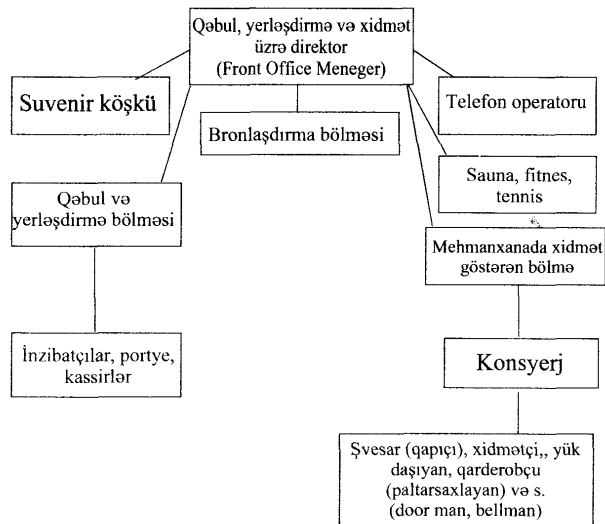 Qəbul, yerləşdirmə və xidmət
üzrə direktor
(Front Office Meneger)
Suvenir köşkü
Telefon operatoru
Bronlaşdırma bölməsi
Sauna, fitnes,
tennis
Qəbul və
yerləşdirmə bölməsi
Mehmanxanada xidmət
göstərən bölmə
İnzibatçılar, portye,
kassirlər
Konsyerj
Şvesar (qapıçı), xidmətçi,, yük
daşıyan, qarderobçu
(paltarsaxlayan) və s.
(door man, bellman)